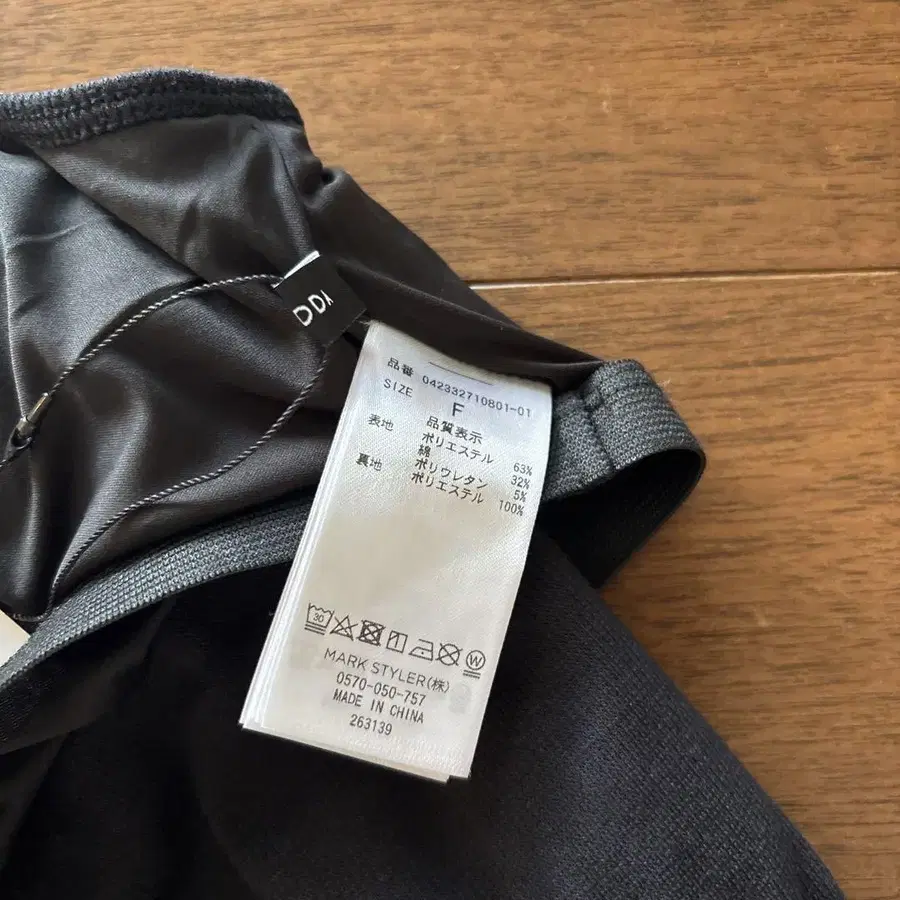 DDA
品番 042332710801-01
SIZE F
品質表示
表地 ポリエステル 63%
綿 32%
ポリウレタン 5%
裏地 ポリエステル 100%
30
W
MARK STYLER(株)
0570-050-757
MADE IN CHINA
263139